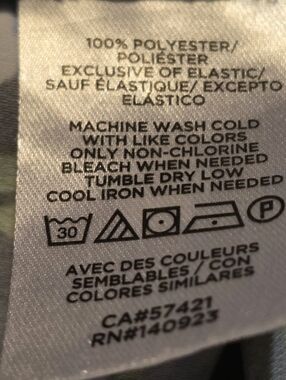 100% POLYESTER/
POLIÉSTER
EXCLUSIVE OF ELASTIC/
SAUF ÉLASTIQUE/ EXCEPTO
ELÁSTICO
MACHINE WASH COLD
WITH LIKE COLORS
ONLY NON-CHLORINE
BLEACH WHEN NEEDED
TUMBLE DRY LOW
COOL IRON WHEN NEEDED
30 P
AVEC DES COULEURS
SEMBLABLES / CON
COLORES SIMILARES
CA#57421
RN#140923